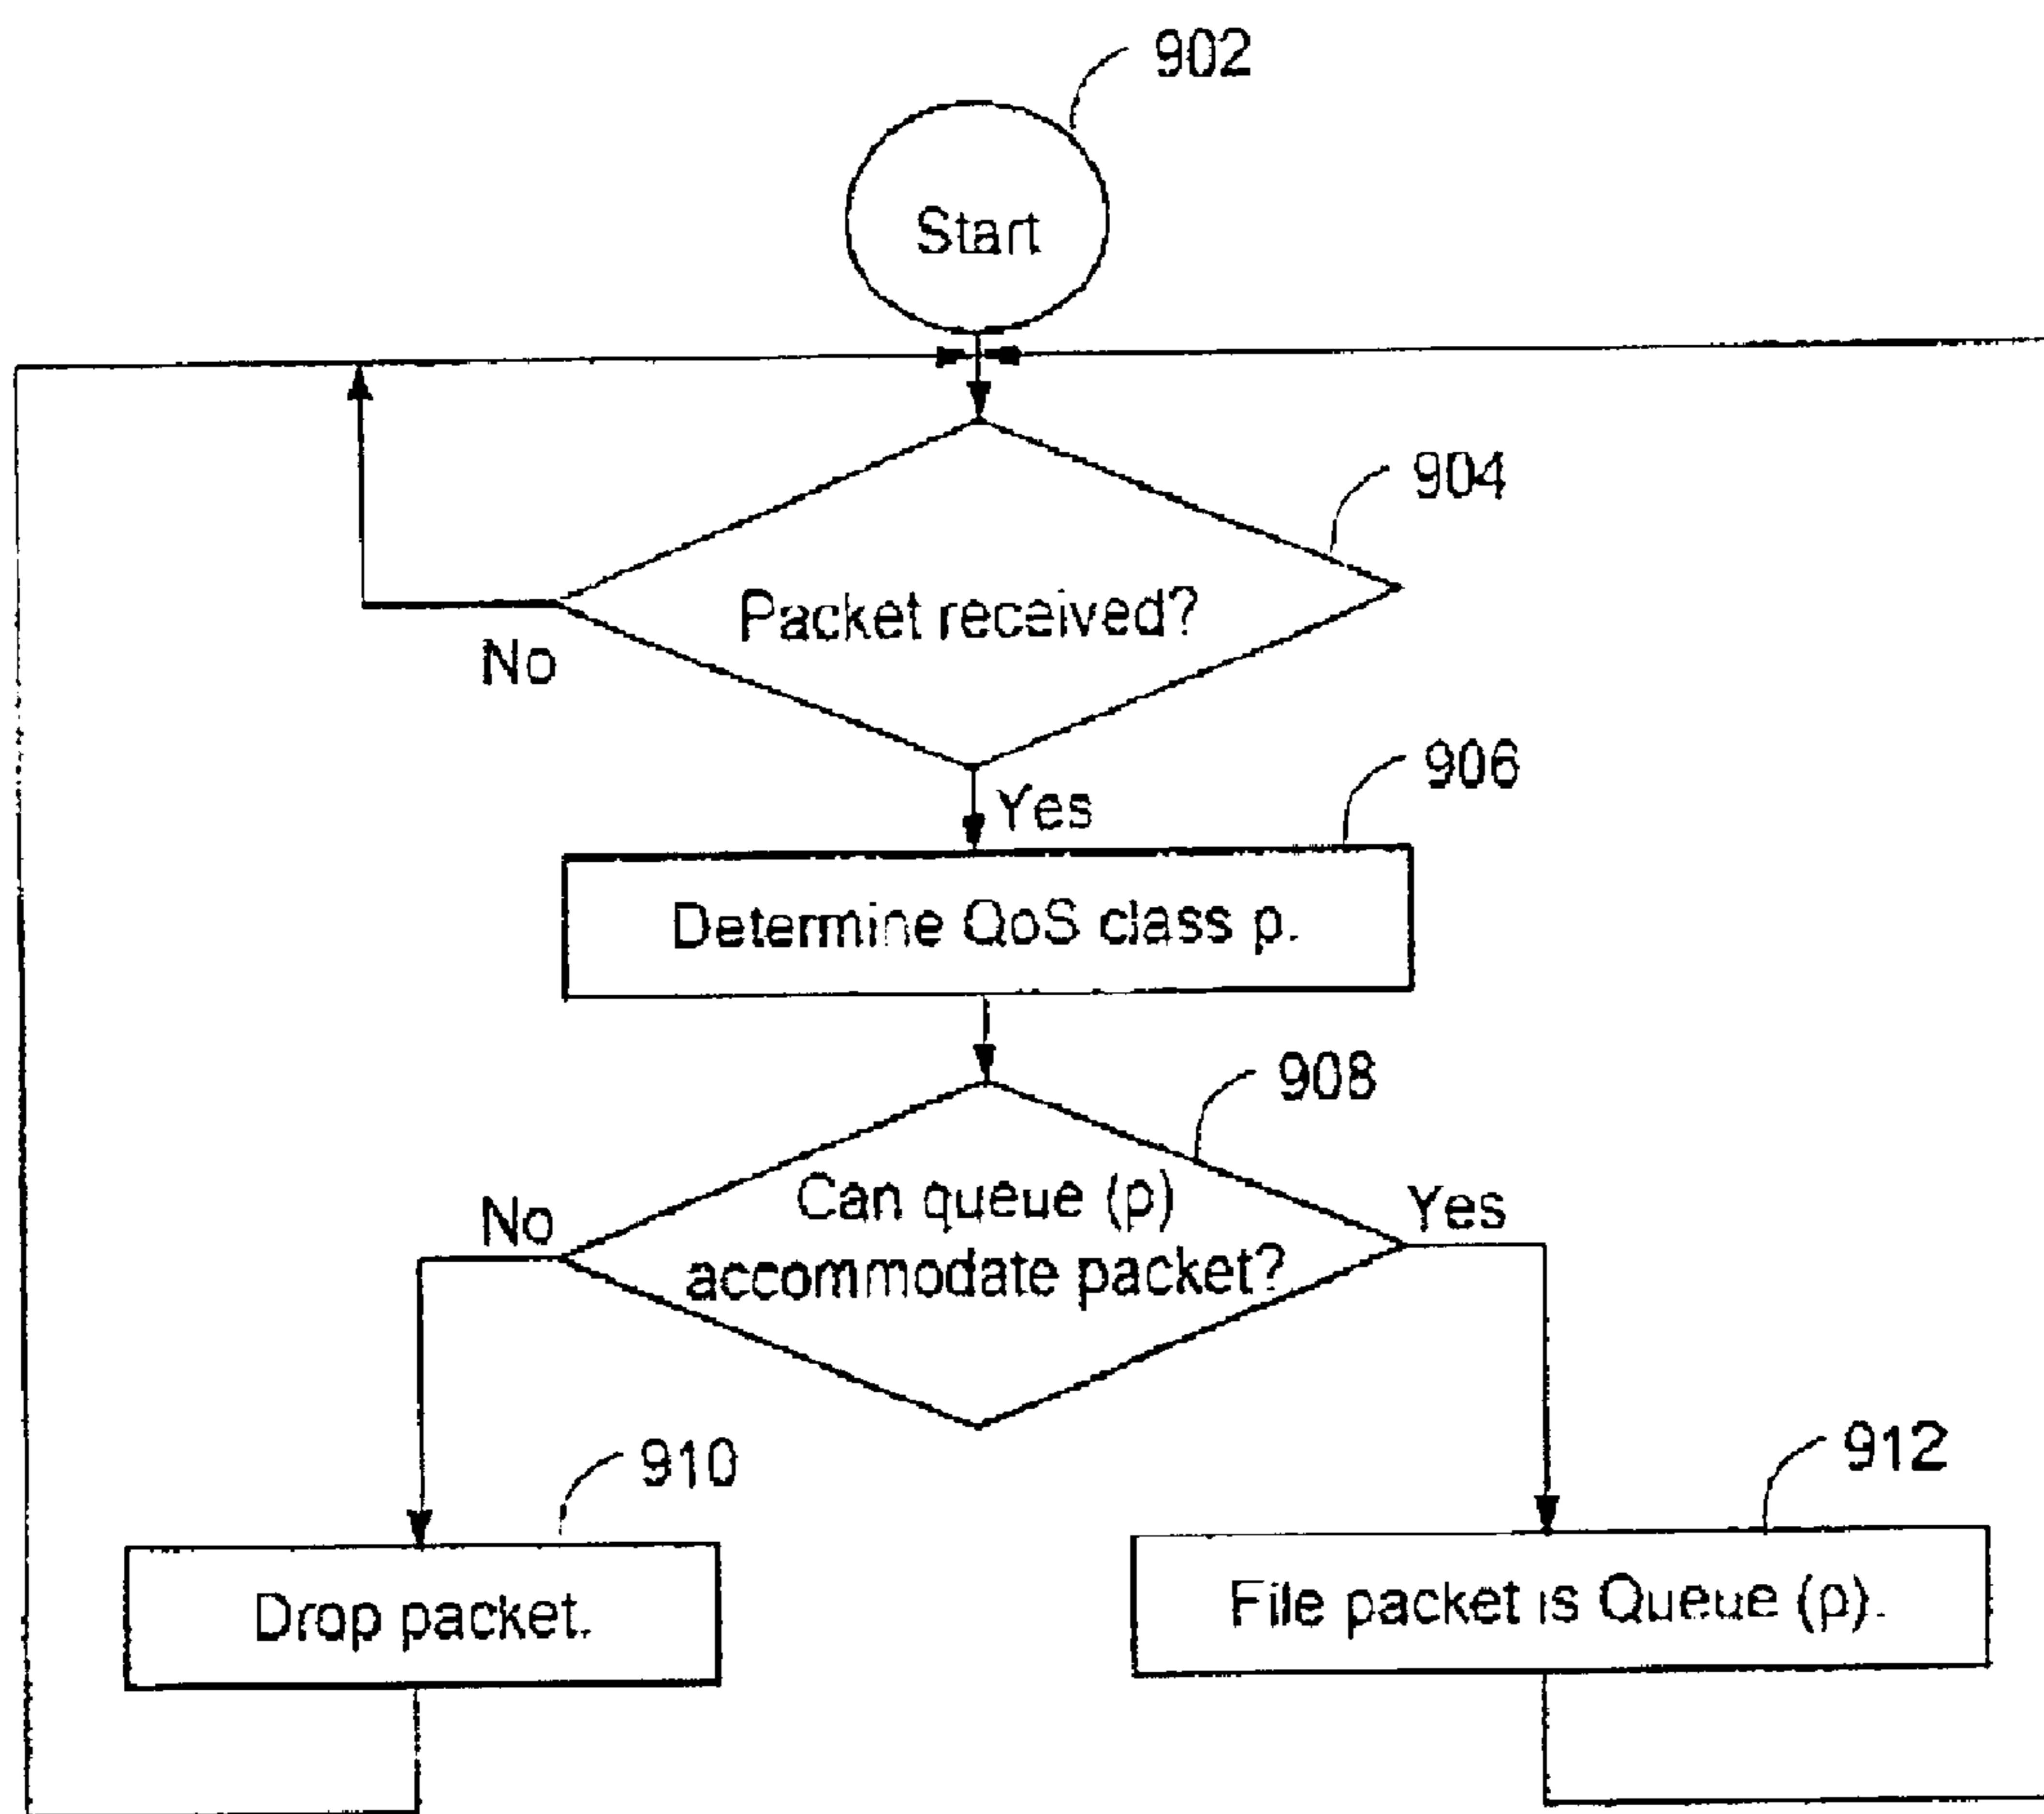 902
Start
904
Packet received?
No
906
Yes
Determine QoS class p.
908
No
Can queue (p)
Yes
accommodate packet?
910
912
Drop packet.
File packet is Queue (p).